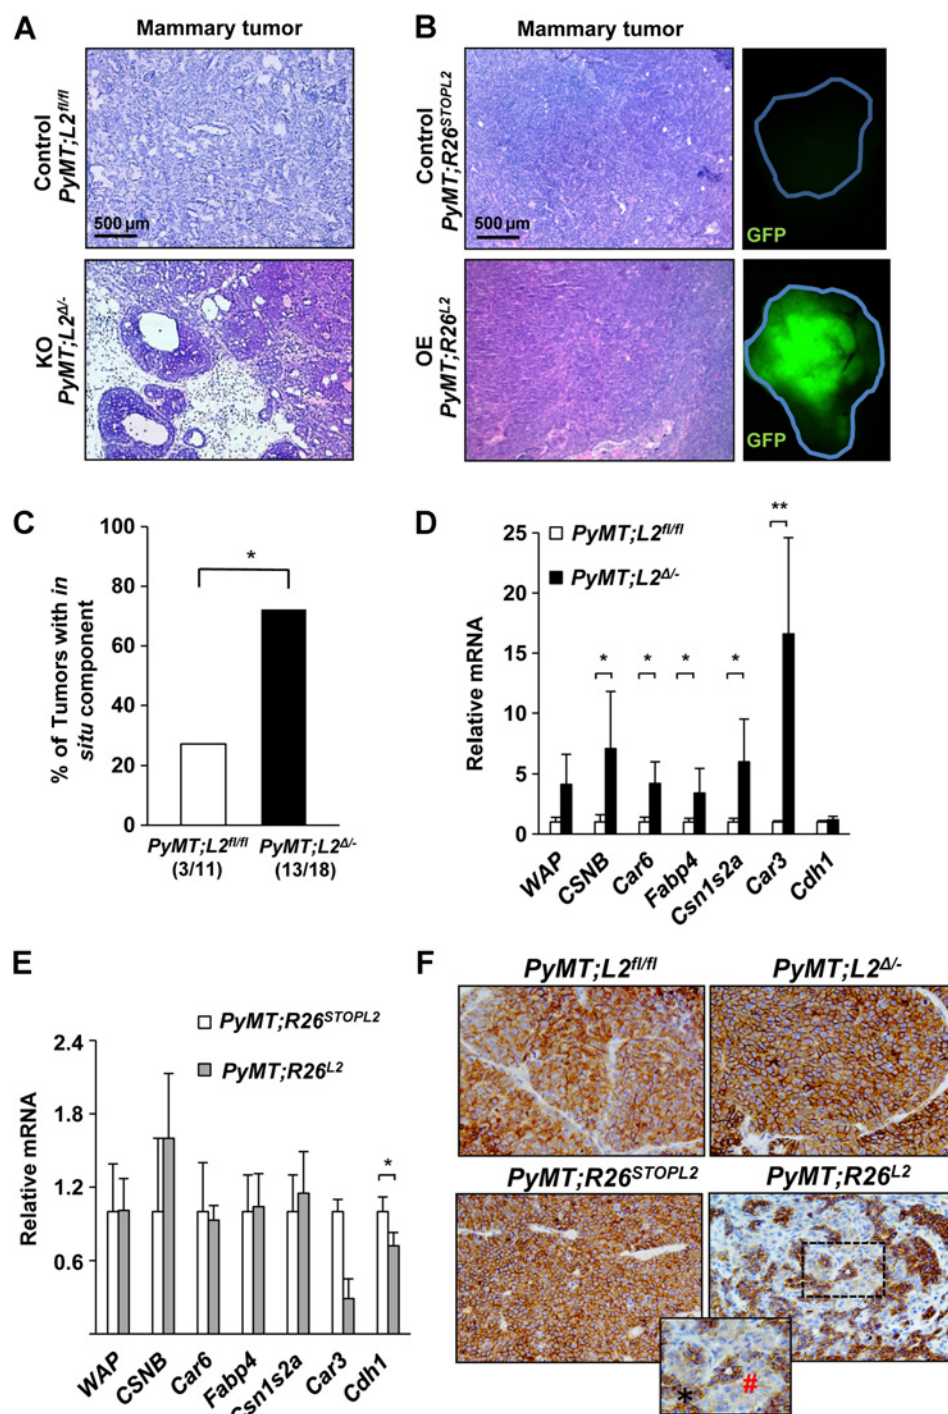 A
Mammary tumor
Control
PyMT;L2fl/fl
500 µm
KO
PyMT;L2Δ/-
B
Mammary tumor
Control
PyMT;R26STOPL2
500 µm
GFP
OE
PyMT;R26L2
GFP
C
% of Tumors with in
situ component
100
80
60
40
20
0
*
PyMT;L2fl/fl
(3/11)
PyMT;L2Δ/-
(13/18)
D
Relative mRNA
25
20
15
10
5
0
PyMT;L2fl/fl
PyMT;L2Δ/-
* * * * **
WAP
CSNB
Car6
Fabp4
Csn1s2a
Car3
Cdh1
E
Relative mRNA
2.4
1.8
1.2
0.6
PyMT;R26STOPL2
PyMT;R26L2
*
WAP
CSNB
Car6
Fabp4
Csn1s2a
Car3
Cdh1
F
PyMT;L2fl/fl
PyMT;L2Δ/-
PyMT;R26STOPL2
PyMT;R26L2
* #